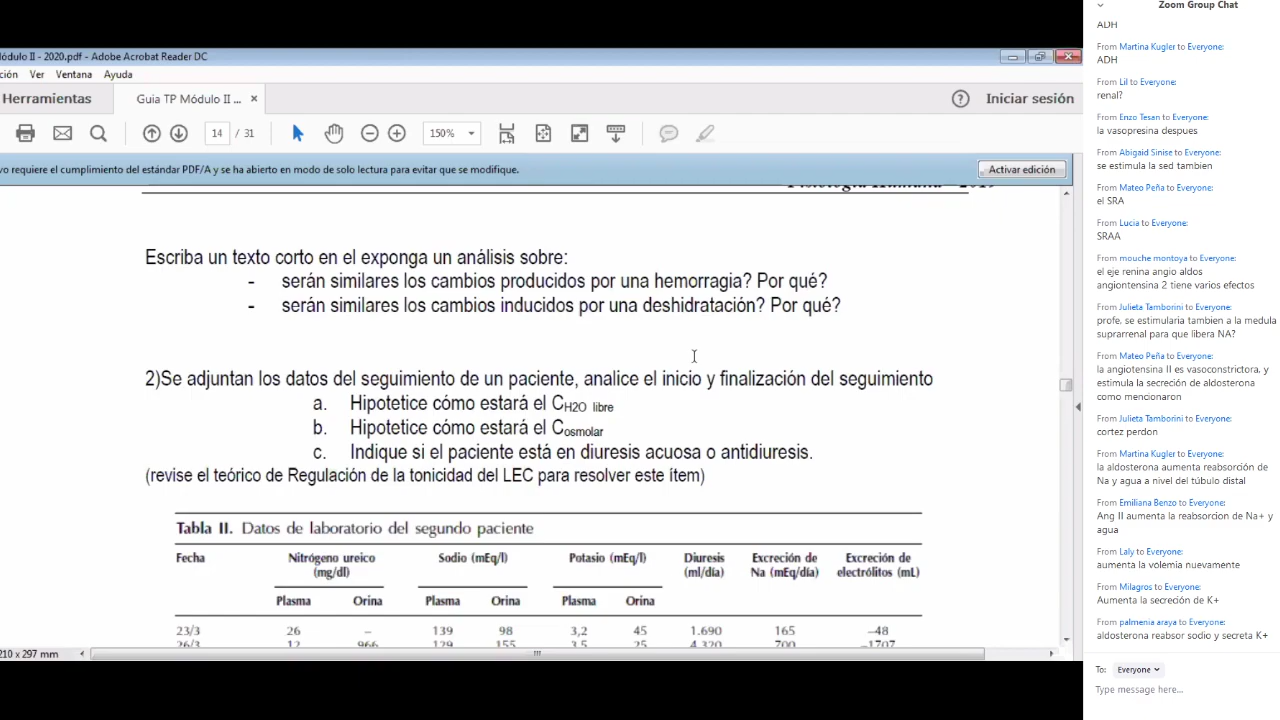 Módulo II - 2020.pdf - Adobe Acrobat Reader DC
ción Ver Ventana Ayuda
Herramientas
Guia TP Módulo II ... ×
Iniciar sesión
14 / 31
150%
vo requiere el cumplimiento del estándar PDF/A y se ha abierto en modo de solo lectura para evitar que se modifique.
Activar edición
Escriba un texto corto en el exponga un análisis sobre:
- serán similares los cambios producidos por una hemorragia? Por qué?
- serán similares los cambios inducidos por una deshidratación? Por qué?
2)Se adjuntan los datos del seguimiento de un paciente, analice el inicio y finalización del seguimiento
a. Hipotetice cómo estará el CH2O libre
b. Hipotetice cómo estará el Cosmolar
c. Indique si el paciente está en diuresis acuosa o antidiuresis.
(revise el teórico de Regulación de la tonicidad del LEC para resolver este ítem)
Tabla II. Datos de laboratorio del segundo paciente
Fecha Nitrógeno ureico Sodio (mEq/l) Potasio (mEq/l) Diuresis Excreción de Excreción de
(mg/dl) (ml/día) Na (mEq/día) electrólitos (mL)
Plasma Orina Plasma Orina Plasma Orina
23/3 26 – 139 98 3,2 45 1.690 165 –48
26/3 12 966 129 155 3,5 25 4.320 700 –1707
210 x 297 mm
Zoom Group Chat
ADH
From Martina Kugler to Everyone:
ADH
From Lil to Everyone:
renal?
From Enzo Tesan to Everyone:
la vasopresina despues
From Abigaid Sinise to Everyone:
se estimula la sed tambien
From Mateo Peña to Everyone:
el SRA
From Lucia to Everyone:
SRAA
From mouche montoya to Everyone:
el eje renina angio aldos
angiontensina 2 tiene varios efectos
From Julieta Tamborini to Everyone:
profe, se estimularia tambien a la medula
suprarrenal para que libera NA?
From Mateo Peña to Everyone:
la angiotensina II es vasoconstrictora, y
estimula la secreción de aldosterona
como mencionaron
From Julieta Tamborini to Everyone:
cortez perdon
From Martina Kugler to Everyone:
la aldosterona aumenta reabsorción de
Na y agua a nivel del túbulo distal
From Emiliana Benzo to Everyone:
Ang II aumenta la reabsorcion de Na+ y
agua
From Laly to Everyone:
aumenta la volemia nuevamente
From Milagros to Everyone:
Aumenta la secreción de K+
From palmenia araya to Everyone:
aldosterona reabsor sodio y secreta K+
To: Everyone
Type message here...